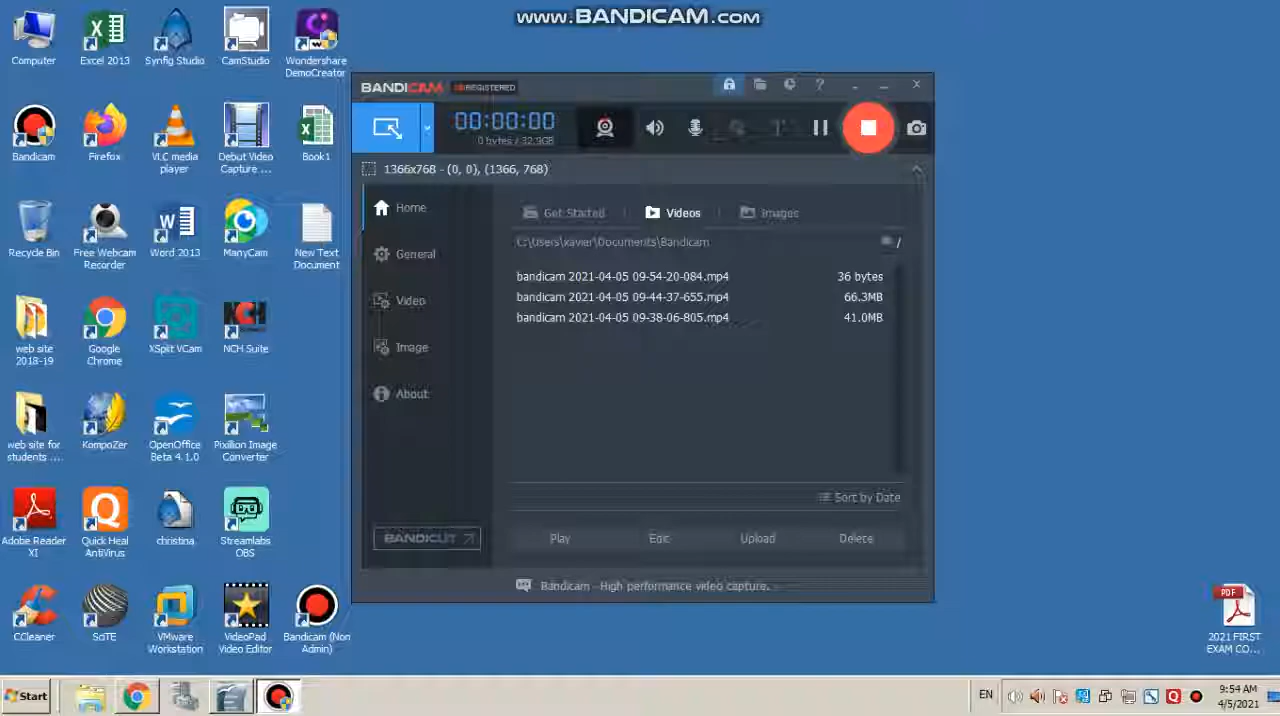 www.BANDICAM.com
Computer
Excel 2013
Synfig Studio
CamStudio
Wondershare
DemoCreator
BANDICAM
UNREGISTERED
00:00:00
0 bytes / 32.3GB
Bandicam
Firefox
VLC media
player
Debut Video
Capture ...
Book1
1366x768 - (0, 0), (1366, 768)
Home
Get Started
Videos
Images
Recycle Bin
Free Webcam
Recorder
Word 2013
ManyCam
New Text
Document
General
C:\Users\xavier\Documents\Bandicam
bandicam 2021-04-05 09-54-20-084.mp4
36 bytes
Video
bandicam 2021-04-05 09-44-37-655.mp4
66.3MB
bandicam 2021-04-05 09-38-06-805.mp4
41.0MB
web site
2018-19
Google
Chrome
XSplit VCam
NCH Suite
Image
About
web site for
students ...
KompoZer
OpenOffice
Beta 4.1.0
Pixillion Image
Converter
Sort by Date
Adobe Reader
XI
Quick Heal
AntiVirus
christina
Streamlabs
OBS
BANDICUT
Play
Edit
Upload
Delete
Bandicam - High performance video capture.
CCleaner
SciTE
VMware
Workstation
VideoPad
Video Editor
Bandicam (Non
Admin)
PDF
2021 FIRST
EXAM CO...
Start
EN
9:54 AM
4/5/2021